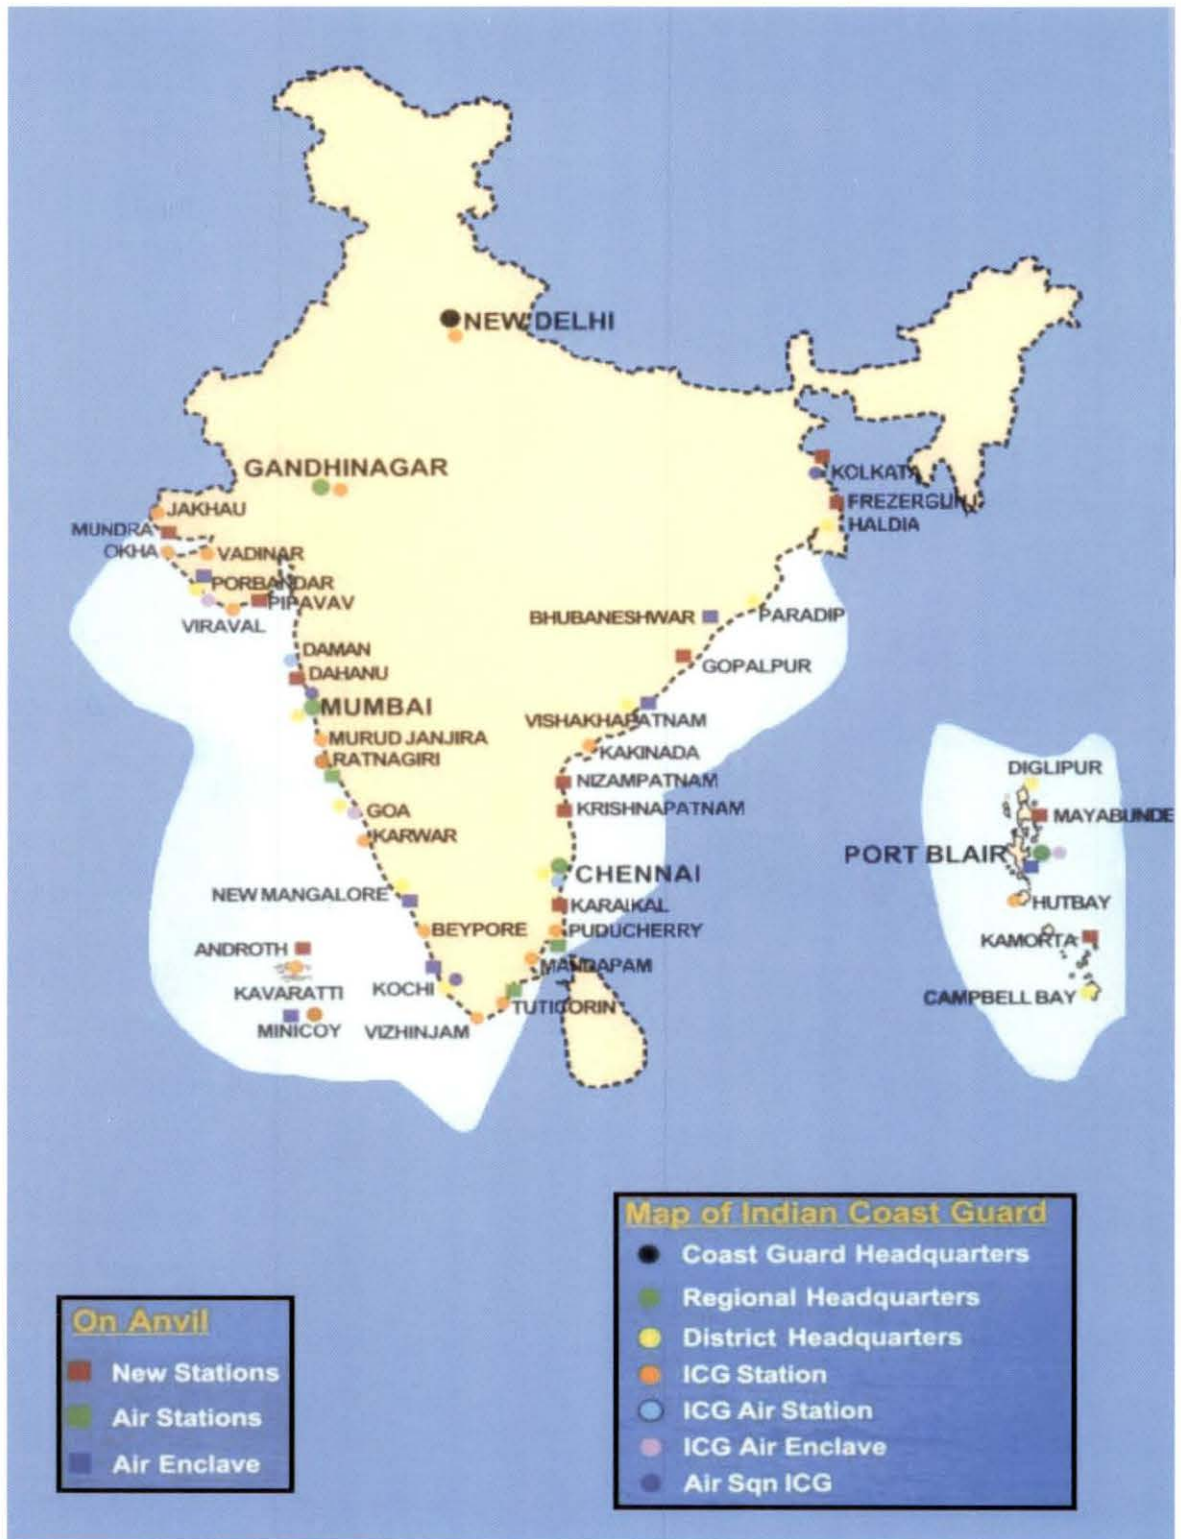 NEW DELHI
GANDHINAGAR
KOLKATA
JAKHAU
FREZERGUNJ
MUNDRA
HALDIA
OKHA
VADINAR
PORBANDAR
PIPAVAV
BHUBANESHWAR
PARADIP
VIRAVAL
DAMAN
GOPALPUR
DAHANU
MUMBAI
VISHAKHAPATNAM
MURUD JANJIRA
KAKINADA
RATNAGIRI
DIGLIPUR
NIZAMPATNAM
GOA
KRISHNAPATNAM
MAYABUNDE
KARWAR
PORT BLAIR
CHENNAI
NEW MANGALORE
KARAIKAL
HUTBAY
BEYPORE
PUDUCHERRY
ANDROTH
KAMORTA
MANDAPAM
KAVARATTI
KOCHI
CAMPBELL BAY
TUTICORIN
MINICOY
VIZHINJAM
Map of Indian Coast Guard
Coast Guard Headquarters
Regional Headquarters
District Headquarters
ICG Station
ICG Air Station
ICG Air Enclave
Air Sqn ICG
On Anvil
New Stations
Air Stations
Air Enclave